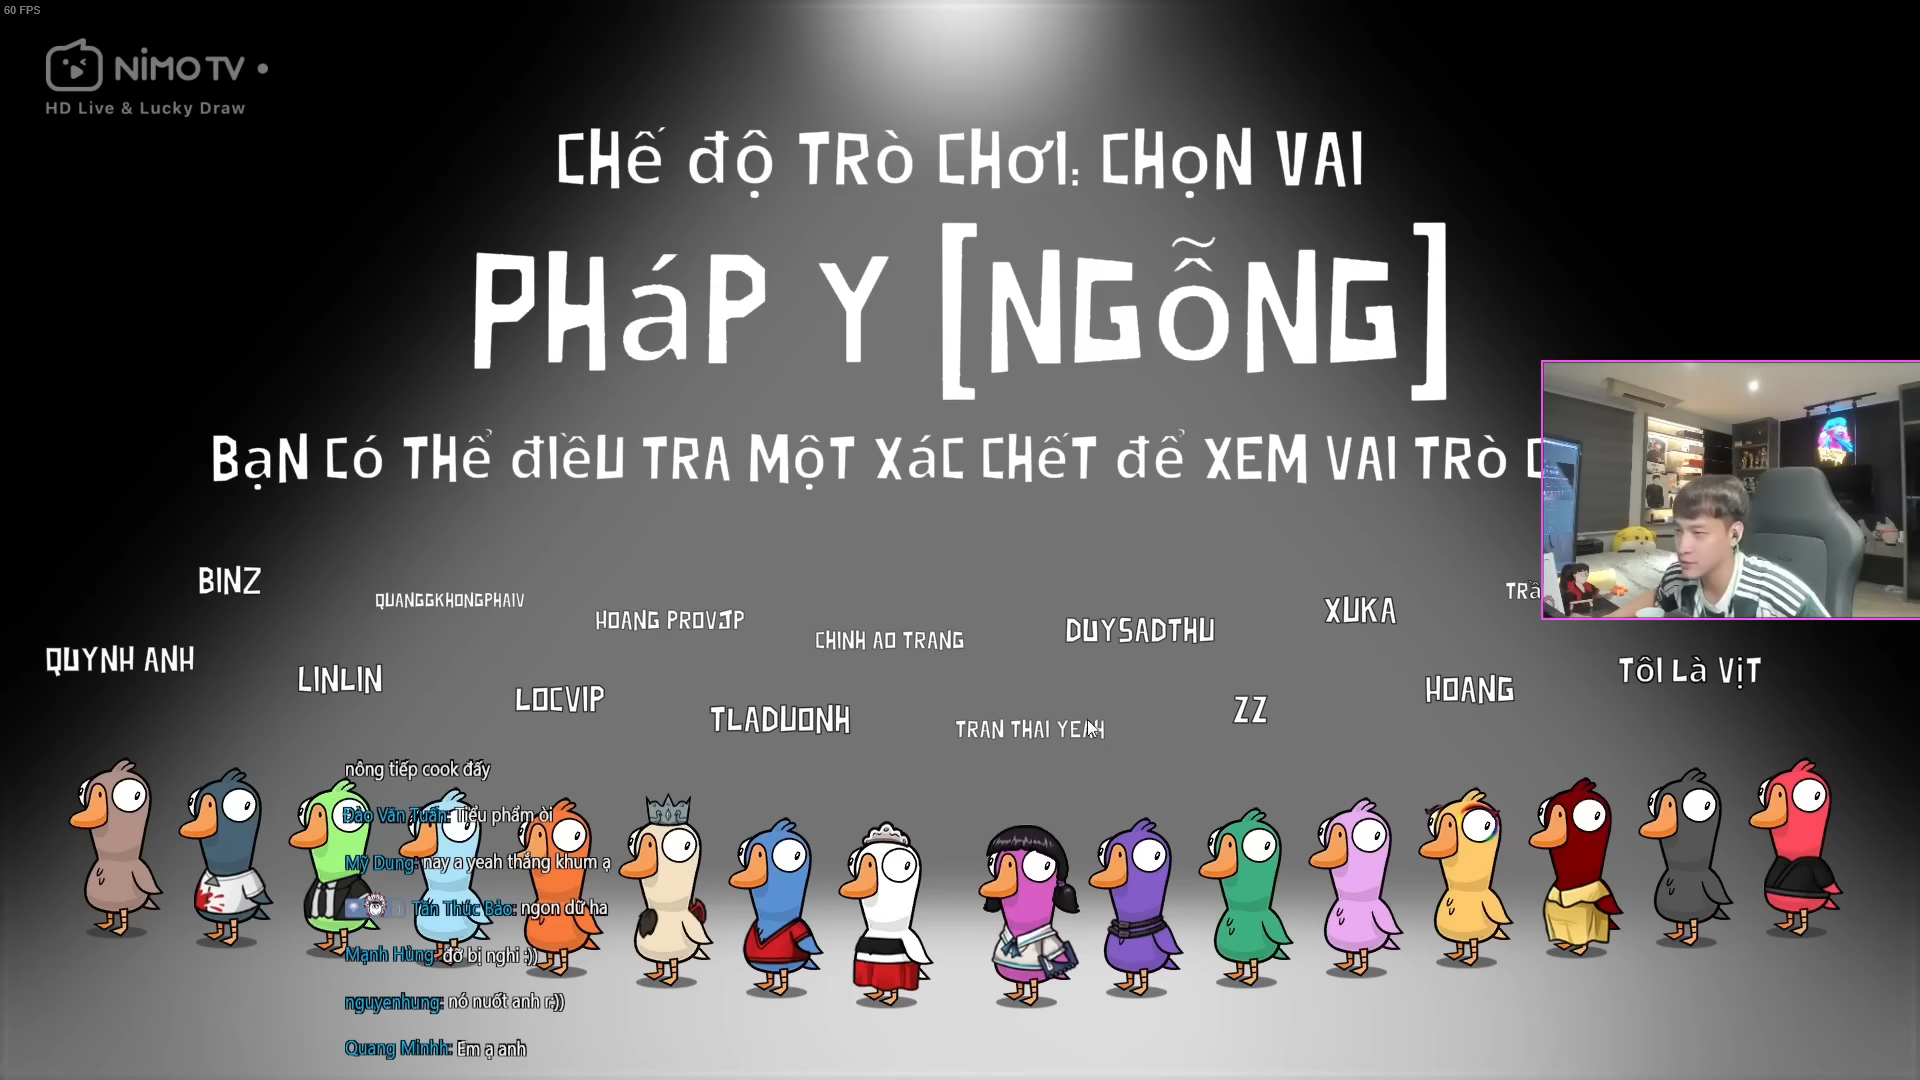 60 FPS
NIMO TV
HD Live & Lucky Draw
CHẾ ĐỘ TRÒ CHƠI: CHỌN VAI
PHÁP Y [NGỖNG]
BẠN CÓ THỂ ĐIỀU TRA MỘT XÁC CHẾT ĐỂ XEM VAI TRÒ
BINZ
QUANGGKHONGPHAIV
HOANG PROVJP
CHINH AO TRANG
DUYSADTHU
XUKA
TRẦ
QUYNH ANH
LINLIN
LOCVIP
TLADUONH
TRAN THAI YEAH
ZZ
HOANG
TÔI LÀ VỊT
nông tiếp cook đấy
Đào Văn Tuấn: Tiểu phẩm òi
Mỹ Dung: nay a yeah thắng khum ạ
Tấn Thúc Bảo: ngon dữ ha
Mạnh Hùng: đỡ bị nghi :))
nguyenhung: nó nuốt anh r:))
Quang Minhh: Em ạ anh